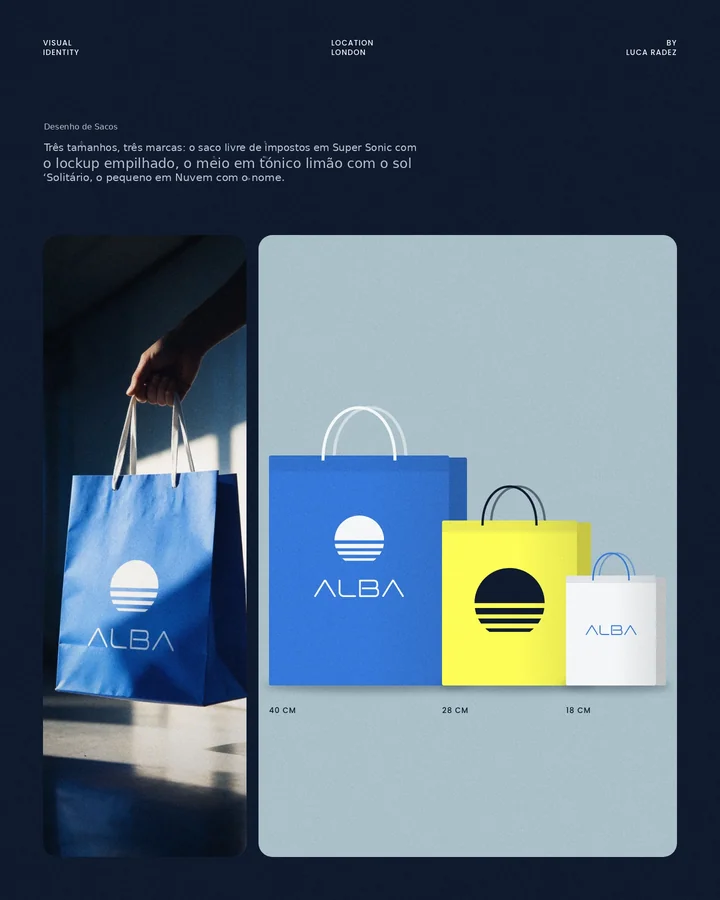 VISUAL
IDENTITY
LOCATION
LONDON
BY
LUCA RADEZ
Desenho de Sacos
Três tamanhos, três marcas: o saco livre de impostos em Super Sonic com
o lockup empilhado, o meio em tónico limão com o sol
‘Solitário, o pequeno em Nuvem com o nome.
ALBA
ALBA
ALBA
40 CM
28 CM
18 CM